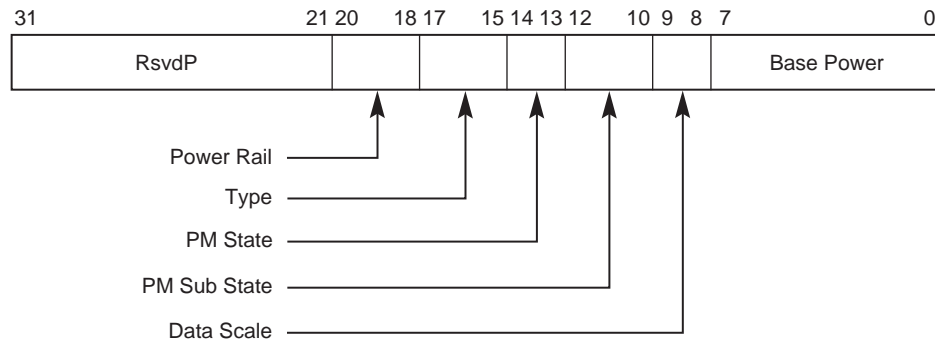 31 21 20 18 17 15 14 13 12 10 9 8 7 0
RsvdP Base Power
Power Rail
Type
PM State
PM Sub State
Data Scale